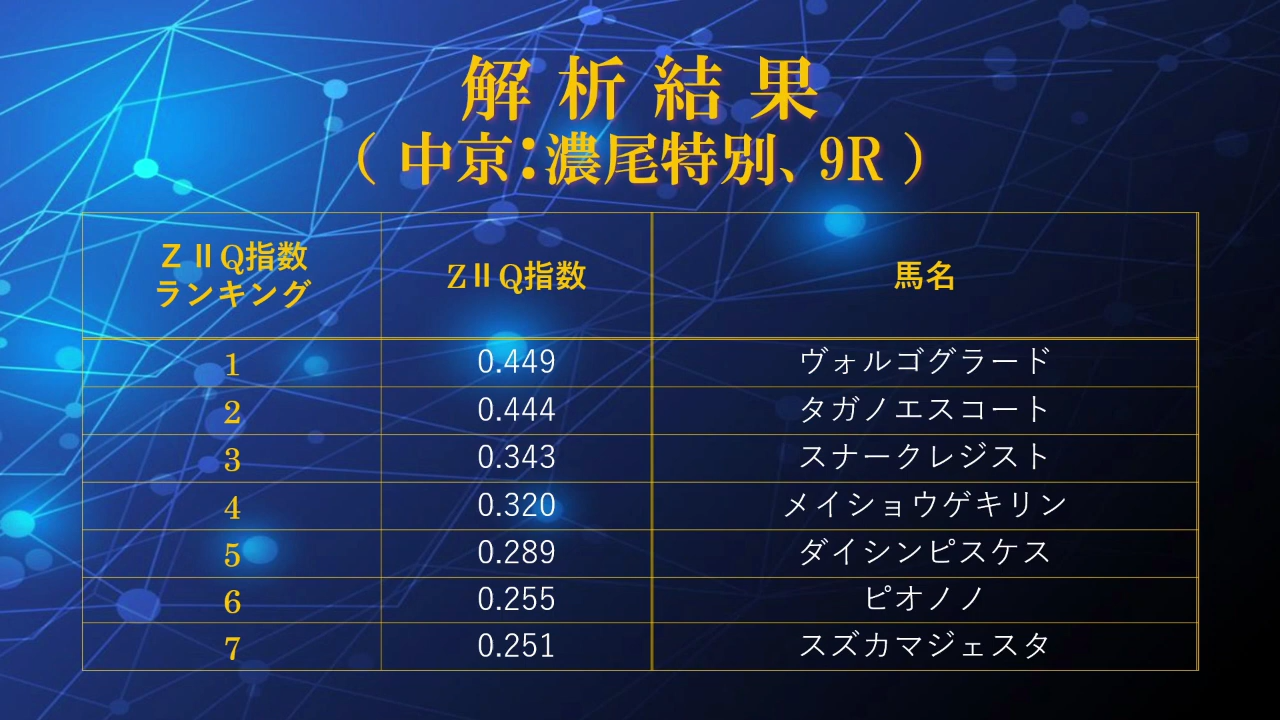 解析結果
（中京：濃尾特別、9R）
ＺⅡQ指数
ランキング
ZⅡQ指数
馬名
1 0.449 ヴォルゴグラード
2 0.444 タガノエスコート
3 0.343 スナークレジスト
4 0.320 メイショウゲキリン
5 0.289 ダイシンピスケス
6 0.255 ピオノノ
7 0.251 スズカマジェスタ